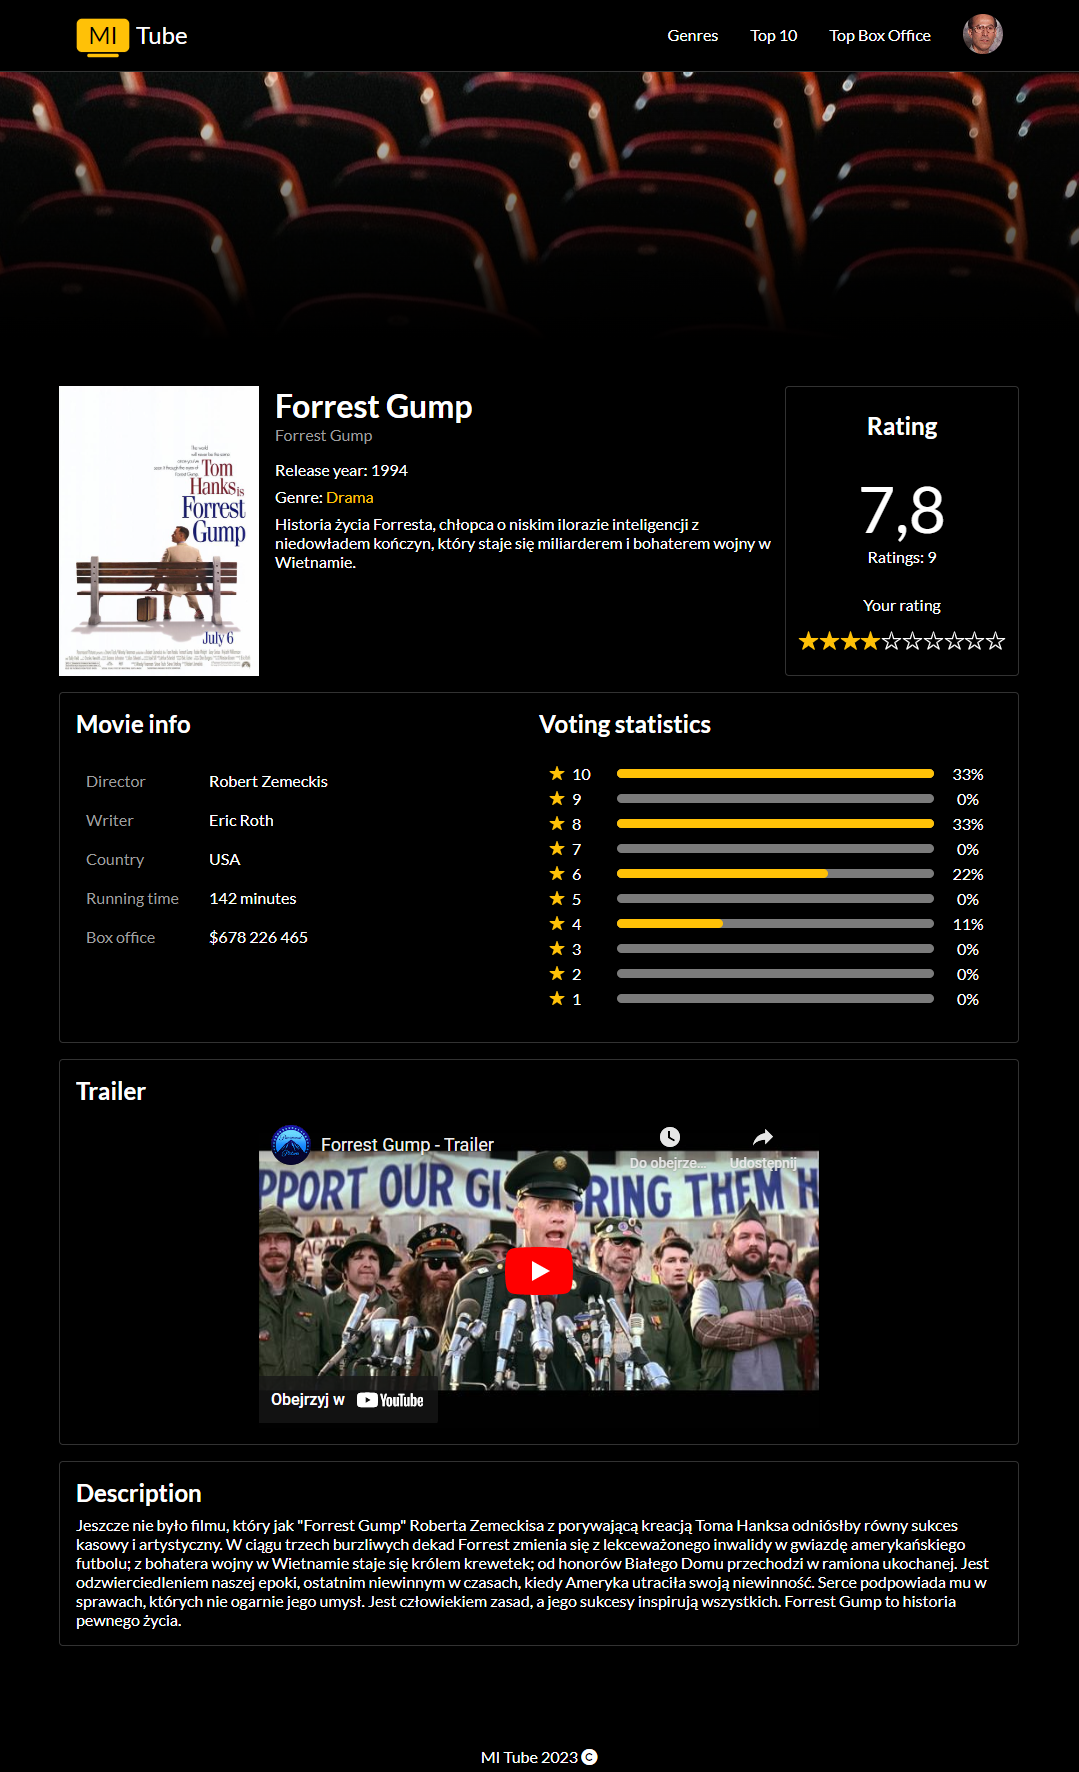 MI Tube
Genres
Top 10
Top Box Office
Tom
Hanks is
Forrest
Gump
July 6
Forrest Gump
Forrest Gump
Release year: 1994
Genre: Drama
Historia życia Forresta, chłopca o niskim ilorazie inteligencji z
niedowładem kończyn, który staje się miliarderem i bohaterem wojny w
Wietnamie.
Rating
7,8
Ratings: 9
Your rating
Movie info
Director Robert Zemeckis
Writer Eric Roth
Country USA
Running time 142 minutes
Box office $678 226 465
Voting statistics
10 33%
9 0%
8 33%
7 0%
6 22%
5 0%
4 11%
3 0%
2 0%
1 0%
Trailer
Forrest Gump - Trailer
Do obejrze...
Udostępnij
PPORT OUR GI RING THEM H
Obejrzyj w YouTube
Description
Jeszcze nie było filmu, który jak "Forrest Gump" Roberta Zemeckisa z porywającą kreacją Toma Hanksa odniósłby równy sukces
kasowy i artystyczny. W ciągu trzech burzliwych dekad Forrest zmienia się z lekceważonego inwalidy w gwiazdę amerykańskiego
futbolu; z bohatera wojny w Wietnamie staje się królem krewetek; od honorów Białego Domu przechodzi w ramiona ukochanej. Jest
odzwierciedleniem naszej epoki, ostatnim niewinnym w czasach, kiedy Ameryka utraciła swoją niewinność. Serce podpowiada mu w
sprawach, których nie ogarnie jego umysł. Jest człowiekiem zasad, a jego sukcesy inspirują wszystkich. Forrest Gump to historia
pewnego życia.
MI Tube 2023 ©